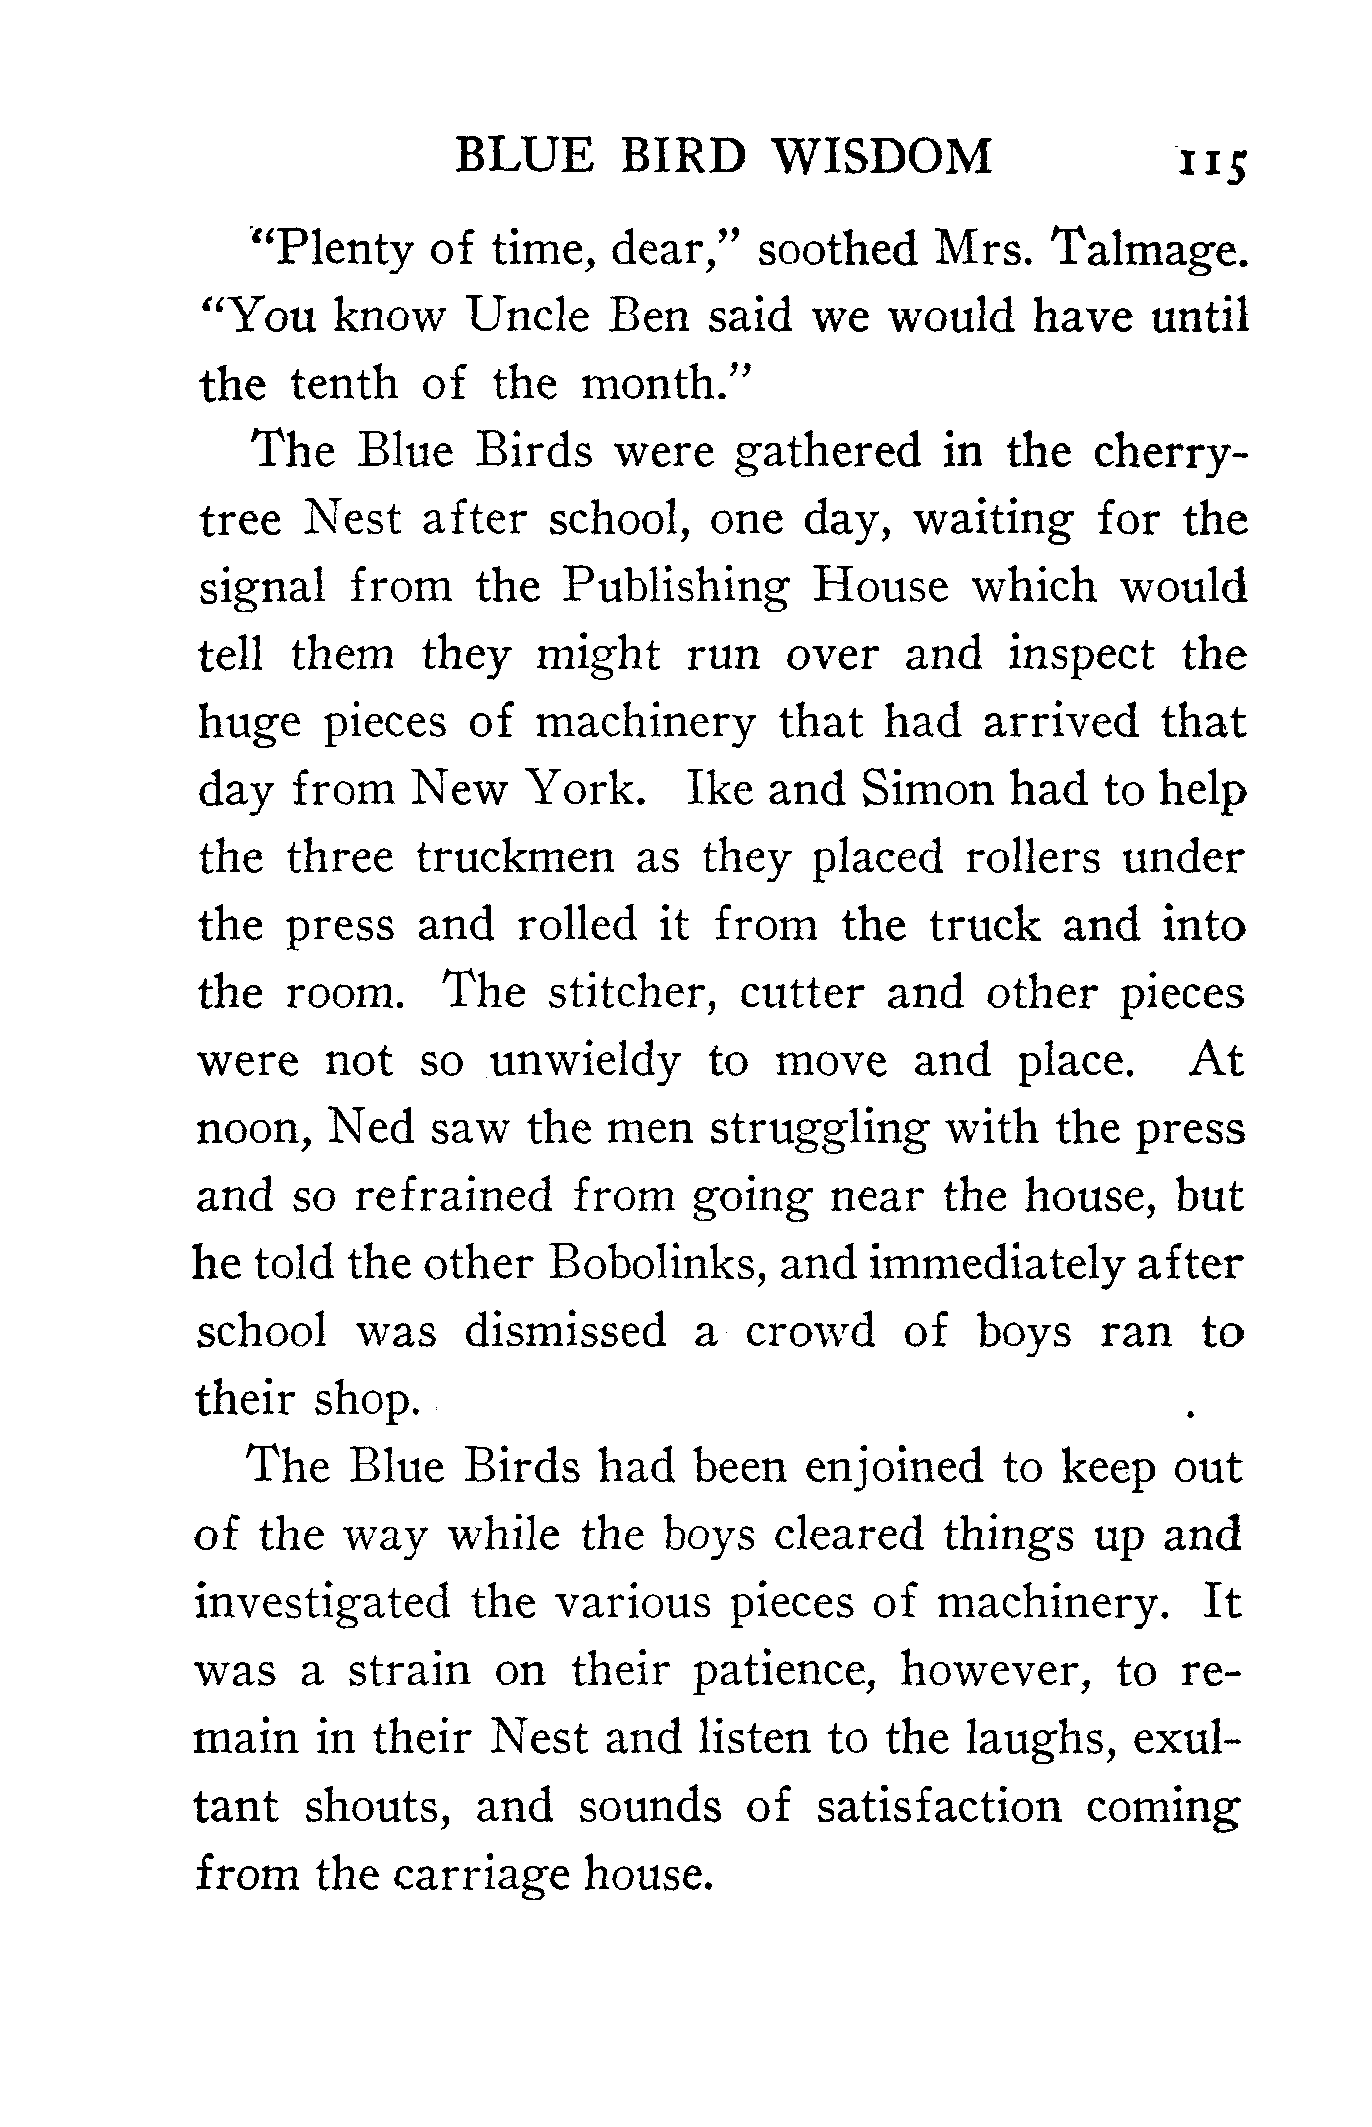 BLUE BIRD WISDOM 115
"Plenty of time, dear," soothed Mrs. Talmage.
"You know Uncle Ben said we would have until
the tenth of the month."
The Blue Birds were gathered in the cherry-
tree Nest after school, one day, waiting for the
signal from the Publishing House which would
tell them they might run over and inspect the
huge pieces of machinery that had arrived that
day from New York. Ike and Simon had to help
the three truckmen as they placed rollers under
the press and rolled it from the truck and into
the room. The stitcher, cutter and other pieces
were not so unwieldy to move and place. At
noon, Ned saw the men struggling with the press
and so refrained from going near the house, but
he told the other Bobolinks, and immediately after
school was dismissed a crowd of boys ran to
their shop.
The Blue Birds had been enjoined to keep out
of the way while the boys cleared things up and
investigated the various pieces of machinery. It
was a strain on their patience, however, to re-
main in their Nest and listen to the laughs, exul-
tant shouts, and sounds of satisfaction coming
from the carriage house.